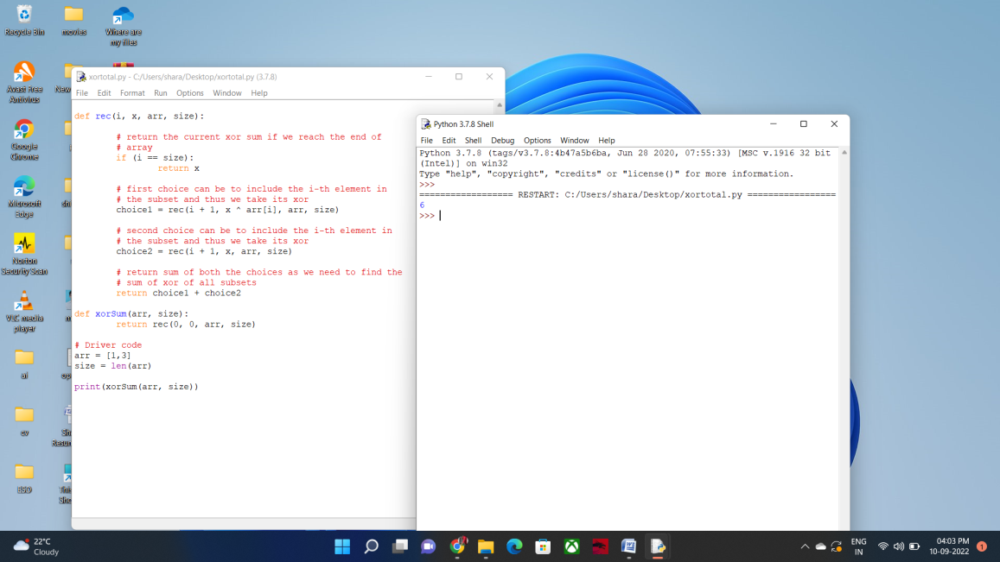 Recycle Bin
movies
Where are
my files
Avast Free
Antivirus
New
Google
Chrome
Microsoft
Edge
Norton
Security Scan
VLC media
player
ai
cv
ESD
xortotal.py - C:/Users/shara/Desktop/xortotal.py (3.7.8)
File Edit Format Run Options Window Help
def rec(i, x, arr, size):
# return the current xor sum if we reach the end of
# array
if (i == size):
return x
# first choice can be to include the i-th element in
# the subset and thus we take its xor
choice1 = rec(i + 1, x ^ arr[i], arr, size)
# second choice can be to include the i-th element in
# the subset and thus we take its xor
choice2 = rec(i + 1, x, arr, size)
# return sum of both the choices as we need to find the
# sum of xor of all subsets
return choice1 + choice2
def xorSum(arr, size):
return rec(0, 0, arr, size)
# Driver code
arr = [1,3]
size = len(arr)
print(xorSum(arr, size))
Python 3.7.8 Shell
File Edit Shell Debug Options Window Help
Python 3.7.8 (tags/v3.7.8:4b47a5b6ba, Jun 28 2020, 07:55:33) [MSC v.1916 32 bit
(Intel)] on win32
Type "help", "copyright", "credits" or "license()" for more information.
>>>
================== RESTART: C:/Users/shara/Desktop/xortotal.py =================
6
>>>
22°C
Cloudy
ENG
IN
04:03 PM
10-09-2022
1